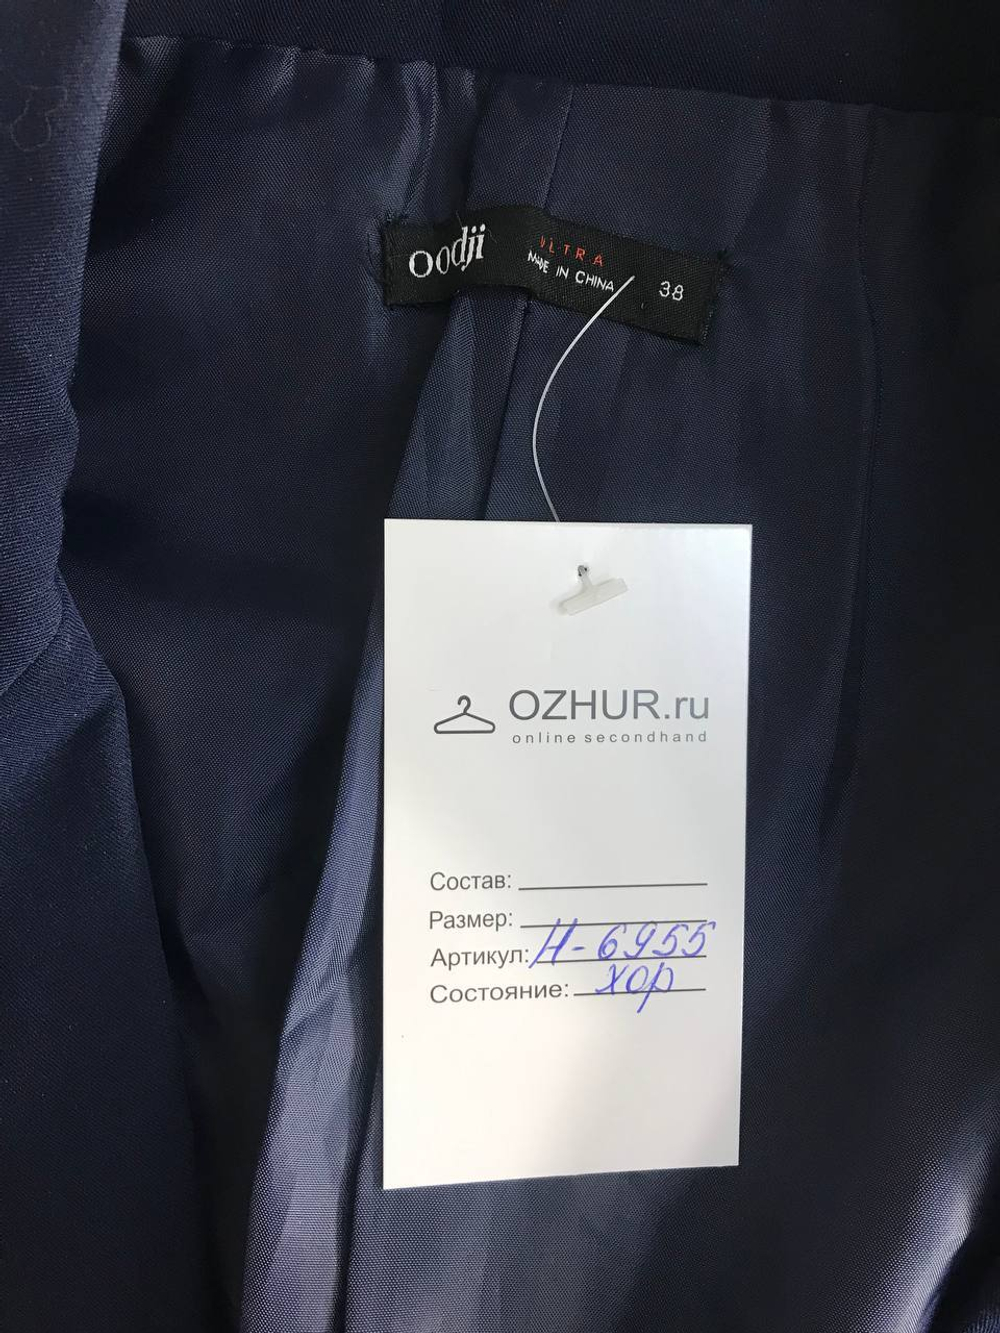 oodji
ULTRA
MADE IN CHINA
38
OZHUR.ru
online secondhand
Состав:
Размер:
Артикул: Н-6955
Состояние: хор